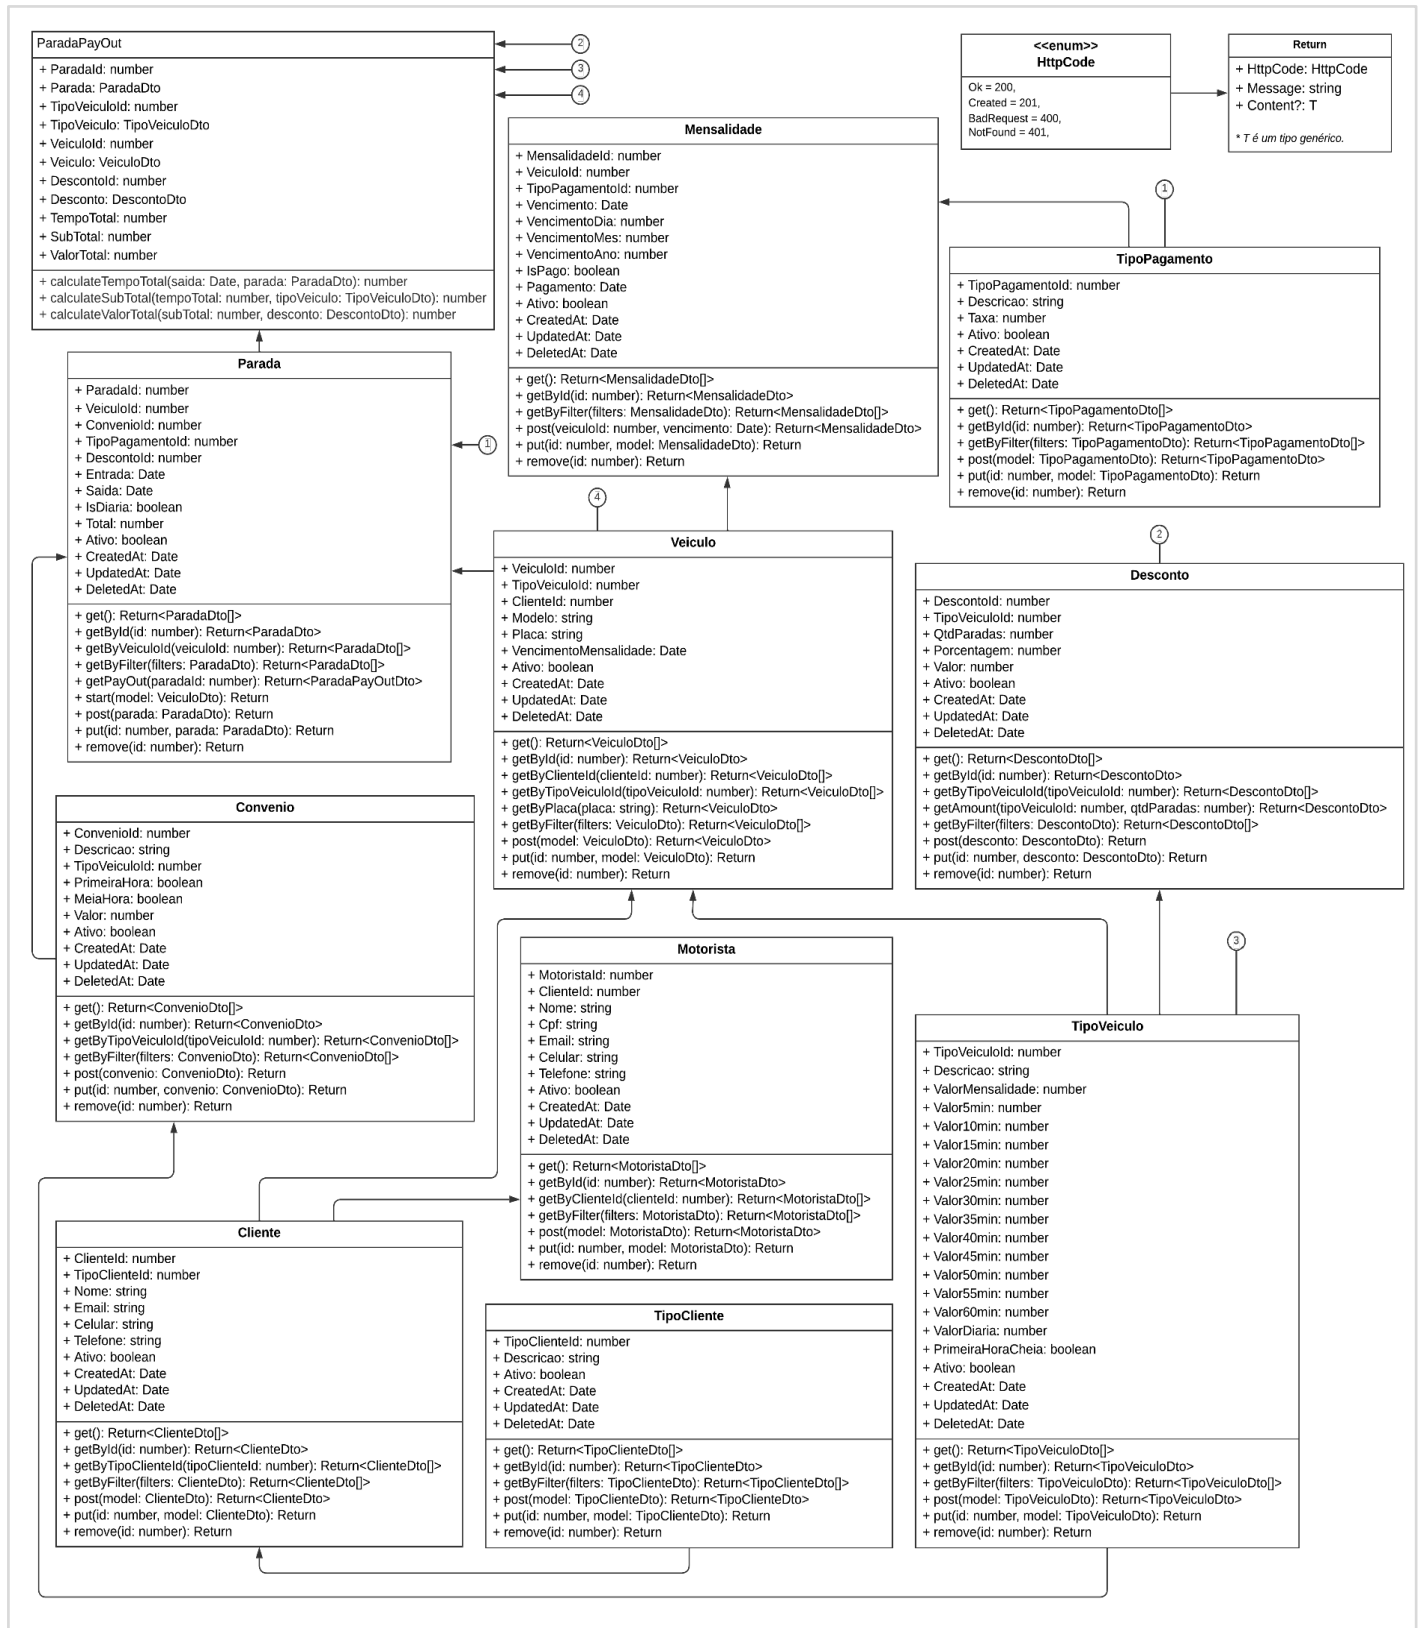 ParadaPayOut
+ ParadaId: number
+ Parada: ParadaDto
+ TipoVeiculoId: number
+ TipoVeiculo: TipoVeiculoDto
+ VeiculoId: number
+ Veiculo: VeiculoDto
+ DescontoId: number
+ Desconto: DescontoDto
+ TempoTotal: number
+ SubTotal: number
+ ValorTotal: number
+ calculateTempoTotal(saida: Date, parada: ParadaDto): number
+ calculateSubTotal(tempoTotal: number, tipoVeiculo: TipoVeiculoDto): number
+ calculateValorTotal(subTotal: number, desconto: DescontoDto): number
2
3
4
<<enum>>
HttpCode
Ok = 200,
Created = 201,
BadRequest = 400,
NotFound = 401,
Return
+ HttpCode: HttpCode
+ Message: string
+ Content?: T
* T é um tipo genérico.
Mensalidade
+ MensalidadeId: number
+ VeiculoId: number
+ TipoPagamentoId: number
+ Vencimento: Date
+ VencimentoDia: number
+ VencimentoMes: number
+ VencimentoAno: number
+ IsPago: boolean
+ Pagamento: Date
+ Ativo: boolean
+ CreatedAt: Date
+ UpdatedAt: Date
+ DeletedAt: Date
+ get(): Return<MensalidadeDto[]>
+ getById(id: number): Return<MensalidadeDto>
+ getByFilter(filters: MensalidadeDto): Return<MensalidadeDto[]>
+ post(veiculoId: number, vencimento: Date): Return<MensalidadeDto>
+ put(id: number, model: MensalidadeDto): Return
+ remove(id: number): Return
1
TipoPagamento
+ TipoPagamentoId: number
+ Descricao: string
+ Taxa: number
+ Ativo: boolean
+ CreatedAt: Date
+ UpdatedAt: Date
+ DeletedAt: Date
+ get(): Return<TipoPagamentoDto[]>
+ getById(id: number): Return<TipoPagamentoDto>
+ getByFilter(filters: TipoPagamentoDto): Return<TipoPagamentoDto[]>
+ post(model: TipoPagamentoDto): Return<TipoPagamentoDto>
+ put(id: number, model: TipoPagamentoDto): Return
+ remove(id: number): Return
Parada
+ ParadaId: number
+ VeiculoId: number
+ ConvenioId: number
+ TipoPagamentoId: number
+ DescontoId: number
+ Entrada: Date
+ Saida: Date
+ IsDiaria: boolean
+ Total: number
+ Ativo: boolean
+ CreatedAt: Date
+ UpdatedAt: Date
+ DeletedAt: Date
+ get(): Return<ParadaDto[]>
+ getById(id: number): Return<ParadaDto>
+ getByVeiculoId(veiculoId: number): Return<ParadaDto[]>
+ getByFilter(filters: ParadaDto): Return<ParadaDto[]>
+ getPayOut(paradaId: number): Return<ParadaPayOutDto>
+ start(model: VeiculoDto): Return
+ post(parada: ParadaDto): Return
+ put(id: number, parada: ParadaDto): Return
+ remove(id: number): Return
1
4
Veiculo
+ VeiculoId: number
+ TipoVeiculoId: number
+ ClienteId: number
+ Modelo: string
+ Placa: string
+ VencimentoMensalidade: Date
+ Ativo: boolean
+ CreatedAt: Date
+ UpdatedAt: Date
+ DeletedAt: Date
+ get(): Return<VeiculoDto[]>
+ getById(id: number): Return<VeiculoDto>
+ getByClienteId(clienteId: number): Return<VeiculoDto[]>
+ getByTipoVeiculoId(tipoVeiculoId: number): Return<VeiculoDto[]>
+ getByPlaca(placa: string): Return<VeiculoDto>
+ getByFilter(filters: VeiculoDto): Return<VeiculoDto[]>
+ post(model: VeiculoDto): Return<VeiculoDto>
+ put(id: number, model: VeiculoDto): Return
+ remove(id: number): Return
2
Desconto
+ DescontoId: number
+ TipoVeiculoId: number
+ QtdParadas: number
+ Porcentagem: number
+ Valor: number
+ Ativo: boolean
+ CreatedAt: Date
+ UpdatedAt: Date
+ DeletedAt: Date
+ get(): Return<DescontoDto[]>
+ getById(id: number): Return<DescontoDto>
+ getByTipoVeiculoId(tipoVeiculoId: number): Return<DescontoDto[]>
+ getAmount(tipoVeiculoId: number, qtdParadas: number): Return<DescontoDto>
+ getByFilter(filters: DescontoDto): Return<DescontoDto[]>
+ post(desconto: DescontoDto): Return
+ put(id: number, desconto: DescontoDto): Return
+ remove(id: number): Return
Convenio
+ ConvenioId: number
+ Descricao: string
+ TipoVeiculoId: number
+ PrimeiraHora: boolean
+ MeiaHora: boolean
+ Valor: number
+ Ativo: boolean
+ CreatedAt: Date
+ UpdatedAt: Date
+ DeletedAt: Date
+ get(): Return<ConvenioDto[]>
+ getById(id: number): Return<ConvenioDto>
+ getByTipoVeiculoId(tipoVeiculoId: number): Return<ConvenioDto[]>
+ getByFilter(filters: ConvenioDto): Return<ConvenioDto[]>
+ post(convenio: ConvenioDto): Return
+ put(id: number, convenio: ConvenioDto): Return
+ remove(id: number): Return
Motorista
+ MotoristaId: number
+ ClienteId: number
+ Nome: string
+ Cpf: string
+ Email: string
+ Celular: string
+ Telefone: string
+ Ativo: boolean
+ CreatedAt: Date
+ UpdatedAt: Date
+ DeletedAt: Date
+ get(): Return<MotoristaDto[]>
+ getById(id: number): Return<MotoristaDto>
+ getByClienteId(clienteId: number): Return<MotoristaDto[]>
+ getByFilter(filters: MotoristaDto): Return<MotoristaDto[]>
+ post(model: MotoristaDto): Return<MotoristaDto>
+ put(id: number, model: MotoristaDto): Return
+ remove(id: number): Return
3
TipoVeiculo
+ TipoVeiculoId: number
+ Descricao: string
+ ValorMensalidade: number
+ Valor5min: number
+ Valor10min: number
+ Valor15min: number
+ Valor20min: number
+ Valor25min: number
+ Valor30min: number
+ Valor35min: number
+ Valor40min: number
+ Valor45min: number
+ Valor50min: number
+ Valor55min: number
+ Valor60min: number
+ ValorDiaria: number
+ PrimeiraHoraCheia: boolean
+ Ativo: boolean
+ CreatedAt: Date
+ UpdatedAt: Date
+ DeletedAt: Date
+ get(): Return<TipoVeiculoDto[]>
+ getById(id: number): Return<TipoVeiculoDto>
+ getByFilter(filters: TipoVeiculoDto): Return<TipoVeiculoDto[]>
+ post(model: TipoVeiculoDto): Return<TipoVeiculoDto>
+ put(id: number, model: TipoVeiculoDto): Return
+ remove(id: number): Return
Cliente
+ ClienteId: number
+ TipoClienteId: number
+ Nome: string
+ Email: string
+ Celular: string
+ Telefone: string
+ Ativo: boolean
+ CreatedAt: Date
+ UpdatedAt: Date
+ DeletedAt: Date
+ get(): Return<ClienteDto[]>
+ getById(id: number): Return<ClienteDto>
+ getByTipoClienteId(tipoClienteId: number): Return<ClienteDto[]>
+ getByFilter(filters: ClienteDto): Return<ClienteDto[]>
+ post(model: ClienteDto): Return<ClienteDto>
+ put(id: number, model: ClienteDto): Return
+ remove(id: number): Return
TipoCliente
+ TipoClienteId: number
+ Descricao: string
+ Ativo: boolean
+ CreatedAt: Date
+ UpdatedAt: Date
+ DeletedAt: Date
+ get(): Return<TipoClienteDto[]>
+ getById(id: number): Return<TipoClienteDto>
+ getByFilter(filters: TipoClienteDto): Return<TipoClienteDto[]>
+ post(model: TipoClienteDto): Return<TipoClienteDto>
+ put(id: number, model: TipoClienteDto): Return
+ remove(id: number): Return